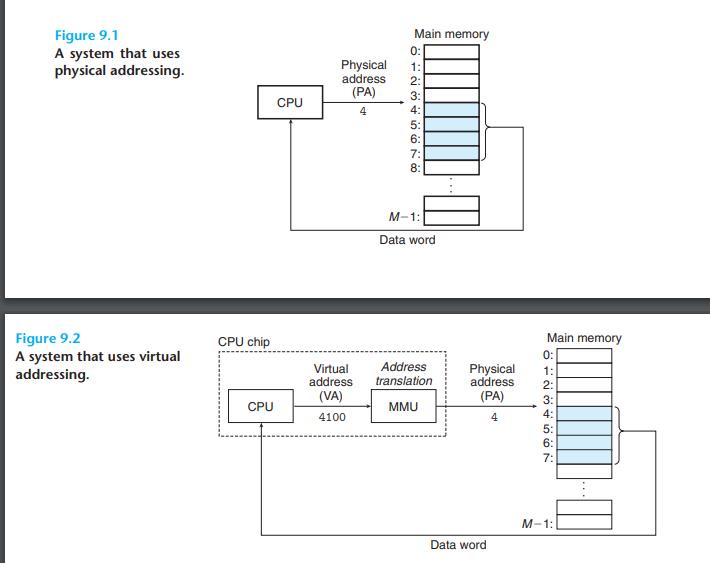 Figure 9.1
A system that uses
physical addressing.
Main memory
Physical
address
(PA)
4
CPU
0:
1:
2:
3:
4:
5:
6:
7:
8:
M−1:
Data word
Figure 9.2
A system that uses virtual
addressing.
CPU chip
CPU
Virtual
address
(VA)
4100
Address
translation
MMU
Physical
address
(PA)
4
Main memory
0:
1:
2:
3:
4:
5:
6:
7:
M−1:
Data word